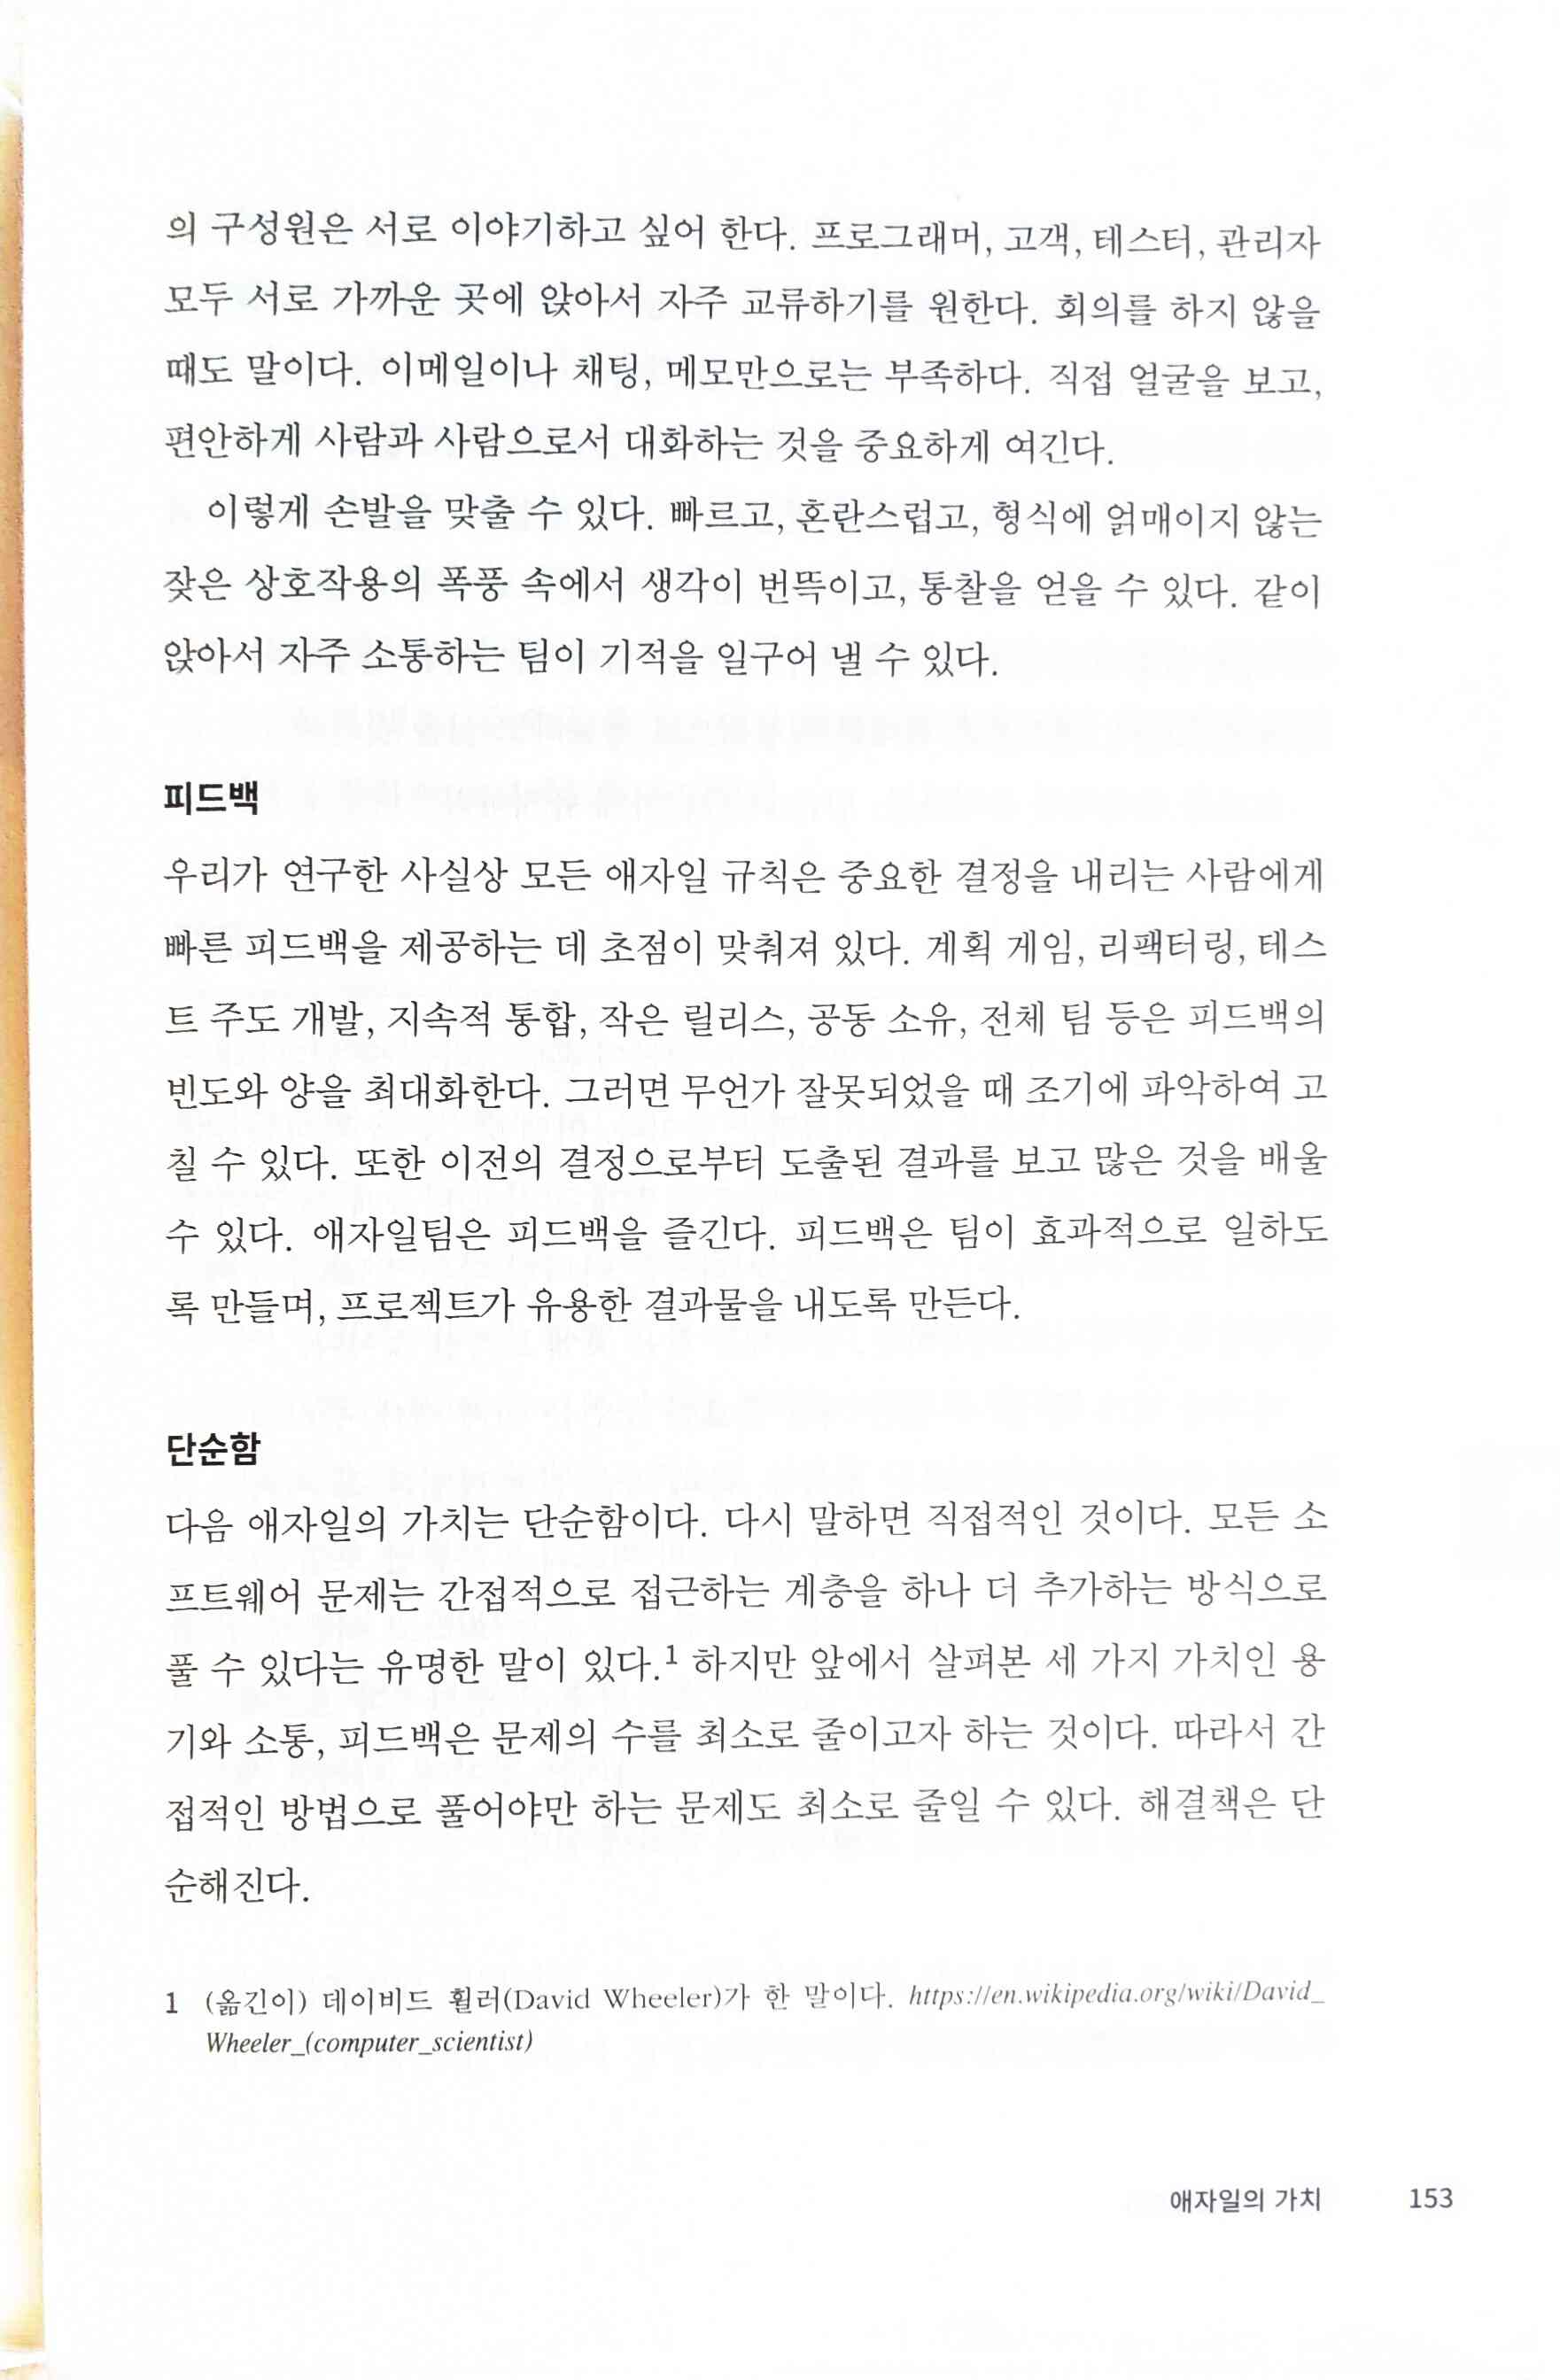 의 구성원은 서로 이야기하고 싶어 한다. 프로그래머, 고객, 테스터, 관리자
모두 서로 가까운 곳에 앉아서 자주 교류하기를 원한다. 회의를 하지 않을
때도 말이다. 이메일이나 채팅, 메모만으로는 부족하다. 직접 얼굴을 보고,
편안하게 사람과 사람으로서 대화하는 것을 중요하게 여긴다.
이렇게 손발을 맞출 수 있다. 빠르고, 혼란스럽고, 형식에 얽매이지 않는
잦은 상호작용의 폭풍 속에서 생각이 번뜩이고, 통찰을 얻을 수 있다. 같이
앉아서 자주 소통하는 팀이 기적을 일구어 낼 수 있다.
피드백
우리가 연구한 사실상 모든 애자일 규칙은 중요한 결정을 내리는 사람에게
빠른 피드백을 제공하는 데 초점이 맞춰져 있다. 계획 게임, 리팩터링, 테스
트 주도 개발, 지속적 통합, 작은 릴리스, 공동 소유, 전체 팀 등은 피드백의
빈도와 양을 최대화한다. 그러면 무언가 잘못되었을 때 조기에 파악하여 고
칠 수 있다. 또한 이전의 결정으로부터 도출된 결과를 보고 많은 것을 배울
수 있다. 애자일팀은 피드백을 즐긴다. 피드백은 팀이 효과적으로 일하도
록 만들며, 프로젝트가 유용한 결과물을 내도록 만든다.
단순함
다음 애자일의 가치는 단순함이다. 다시 말하면 직접적인 것이다. 모든 소
프트웨어 문제는 간접적으로 접근하는 계층을 하나 더 추가하는 방식으로
풀 수 있다는 유명한 말이 있다.1 하지만 앞에서 살펴본 세 가지 가치인 용
기와 소통, 피드백은 문제의 수를 최소로 줄이고자 하는 것이다. 따라서 간
접적인 방법으로 풀어야만 하는 문제도 최소로 줄일 수 있다. 해결책은 단
순해진다.
1 (옮긴이) 데이비드 휠러(David Wheeler)가 한 말이다. https://en.wikipedia.org/wiki/David_
Wheeler_(computer_scientist)
애자일의 가치 153